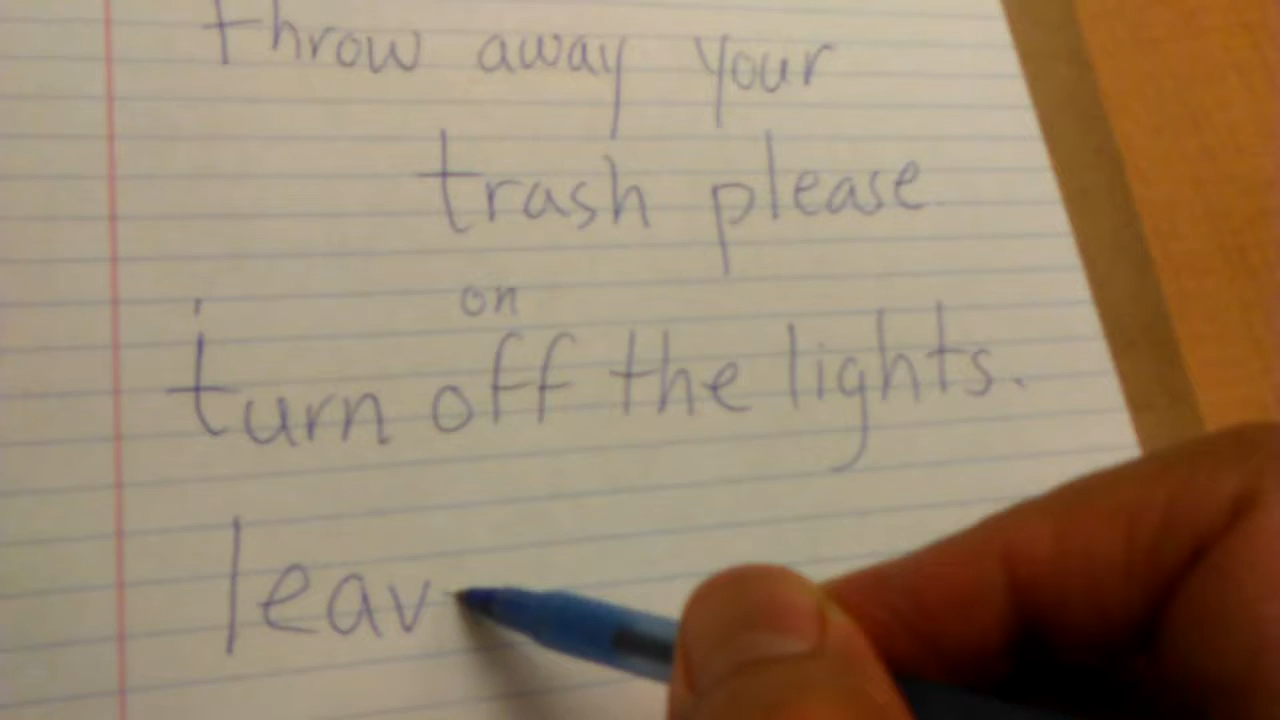 throw away your
trash please
on
turn off the lights.
leav